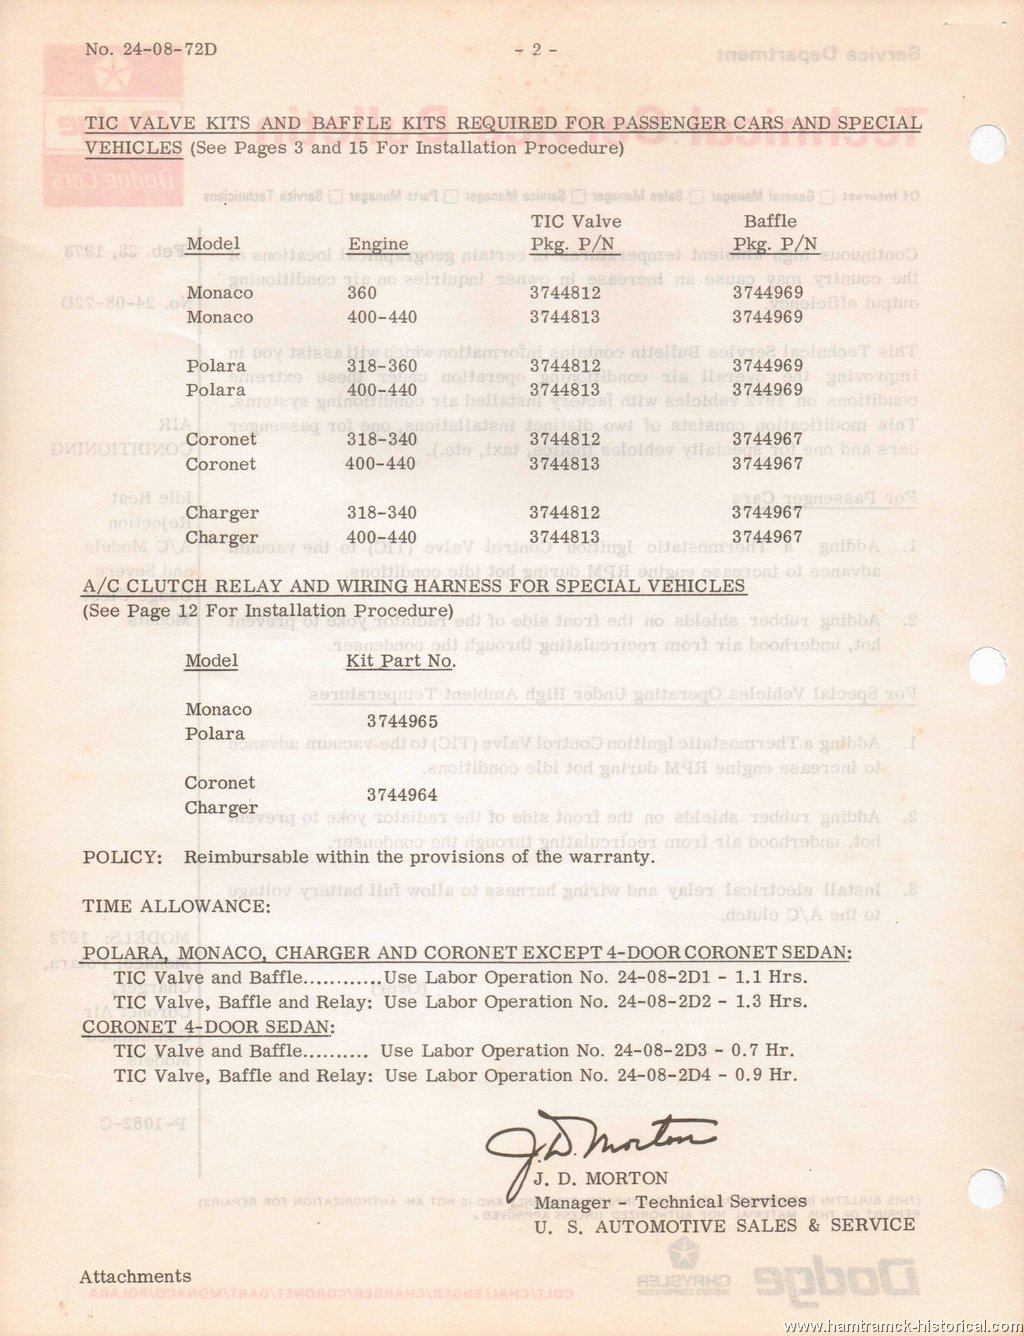 No. 24-08-72D - 2 -
TIC VALVE KITS AND BAFFLE KITS REQUIRED FOR PASSENGER CARS AND SPECIAL
VEHICLES (See Pages 3 and 15 For Installation Procedure)
TIC Valve Baffle
Model Engine Pkg. P/N Pkg. P/N
Monaco 360 3744812 3744969
Monaco 400-440 3744813 3744969
Polara 318-360 3744812 3744969
Polara 400-440 3744813 3744969
Coronet 318-340 3744812 3744967
Coronet 400-440 3744813 3744967
Charger 318-340 3744812 3744967
Charger 400-440 3744813 3744967
A/C CLUTCH RELAY AND WIRING HARNESS FOR SPECIAL VEHICLES
(See Page 12 For Installation Procedure)
Model Kit Part No.
Monaco
3744965
Polara
Coronet
3744964
Charger
POLICY: Reimbursable within the provisions of the warranty.
TIME ALLOWANCE:
POLARA, MONACO, CHARGER AND CORONET EXCEPT 4-DOOR CORONET SEDAN:
TIC Valve and Baffle............Use Labor Operation No. 24-08-2D1 - 1.1 Hrs.
TIC Valve, Baffle and Relay: Use Labor Operation No. 24-08-2D2 - 1.3 Hrs.
CORONET 4-DOOR SEDAN:
TIC Valve and Baffle.......... Use Labor Operation No. 24-08-2D3 - 0.7 Hr.
TIC Valve, Baffle and Relay: Use Labor Operation No. 24-08-2D4 - 0.9 Hr.
J. D. Morton
J. D. MORTON
Manager - Technical Services
U. S. AUTOMOTIVE SALES & SERVICE
Attachments
www.hamtramck-historical.com